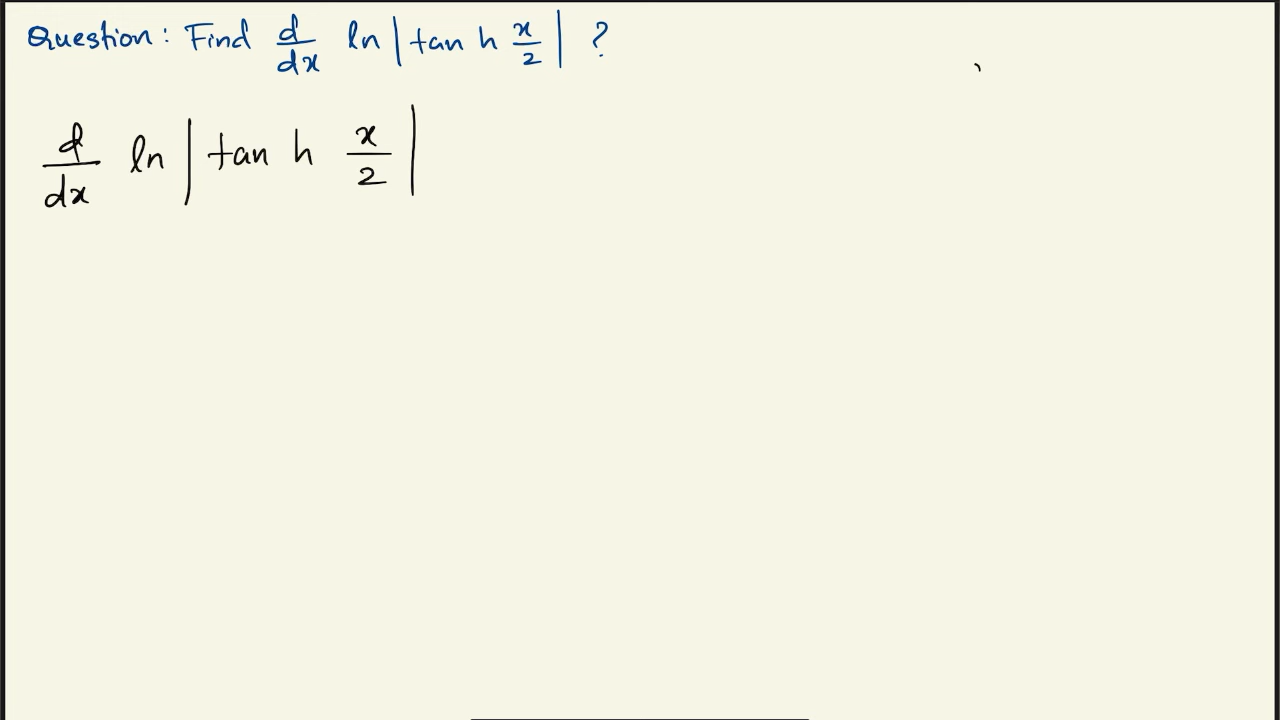 Question: Find d/dx ln|tan h x/2| ?
d/dx ln|tan h x/2|